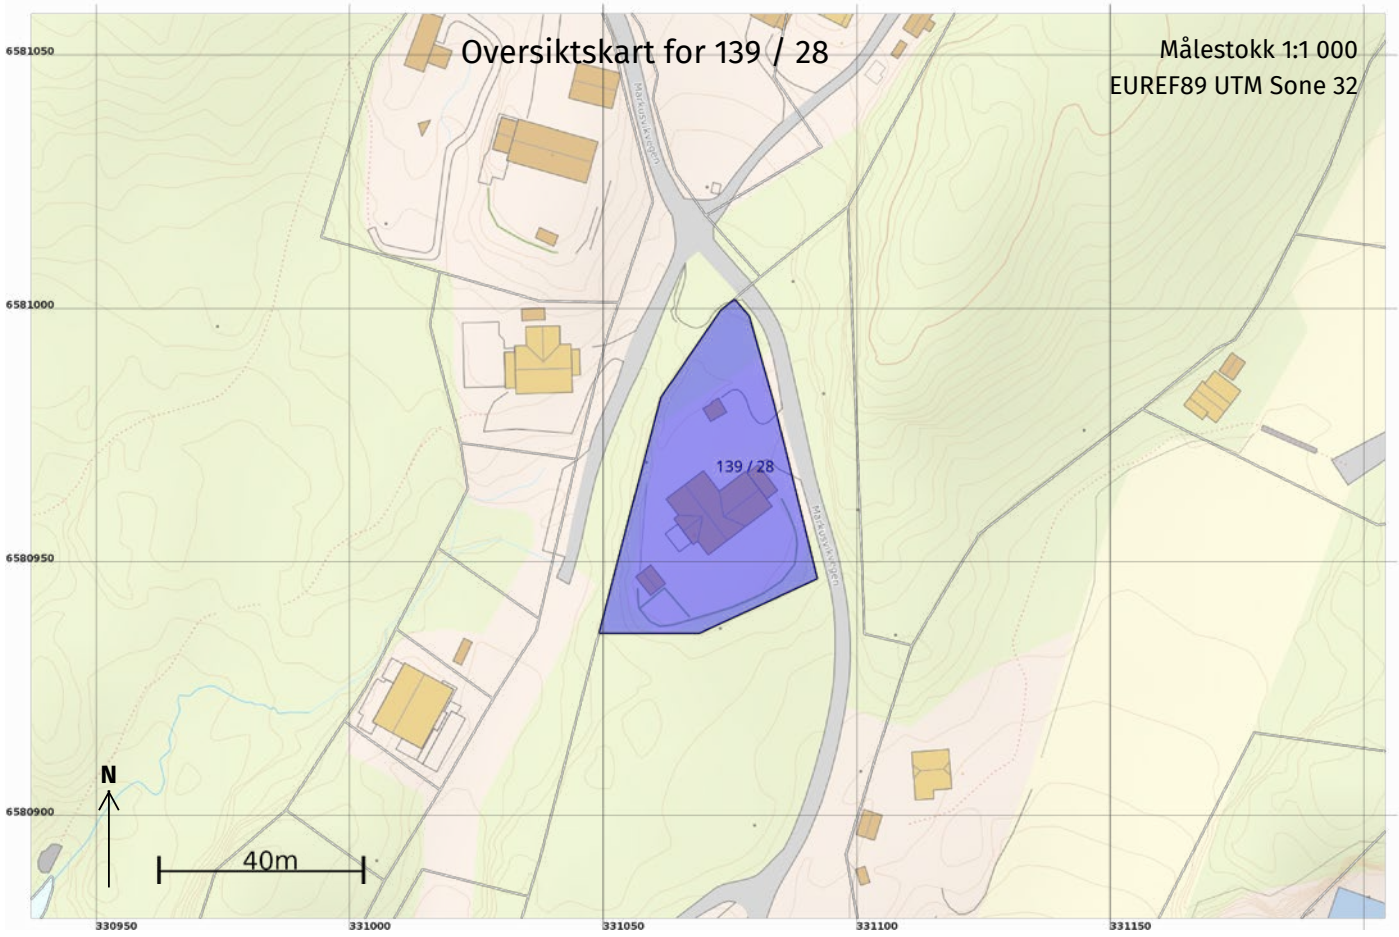 Oversiktskart for 139 / 28
Målestokk 1:1 000
EUREF89 UTM Sone 32
6581050
Markusvikvegen
6581000
139 / 28
Markusvikvegen
6580950
N
6580900
40m
330950
331000
331050
331100
331150